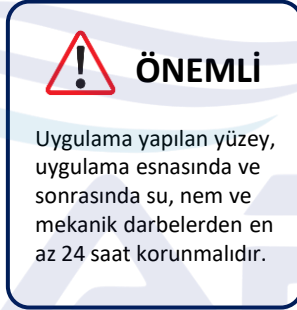 ÖNEMLİ
Uygulama yapılan yüzey,
uygulama esnasında ve
sonrasında su, nem ve
mekanik darbelerden en
az 24 saat korunmalıdır.